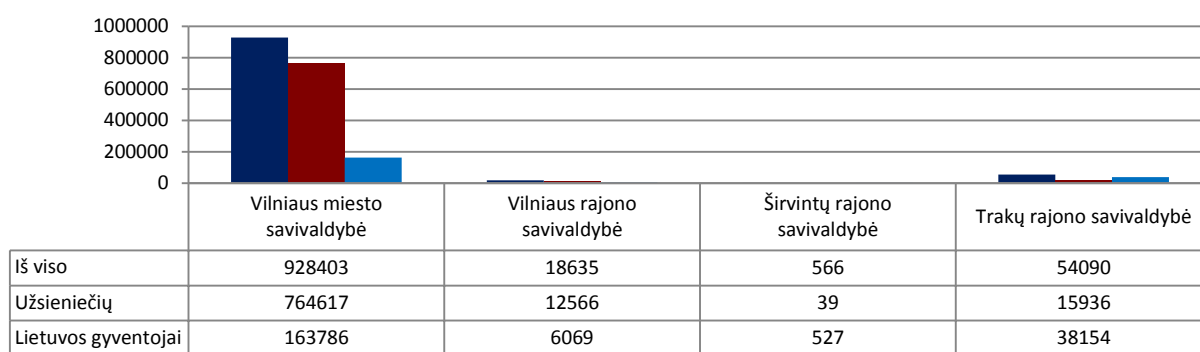 1000000
800000
600000
400000
200000
0
Vilniaus miesto
savivaldybė
Vilniaus rajono
savivaldybė
Širvintų rajono
savivaldybė
Trakų rajono savivaldybė
Iš viso 928403 18635 566 54090
Užsieniečių 764617 12566 39 15936
Lietuvos gyventojai 163786 6069 527 38154